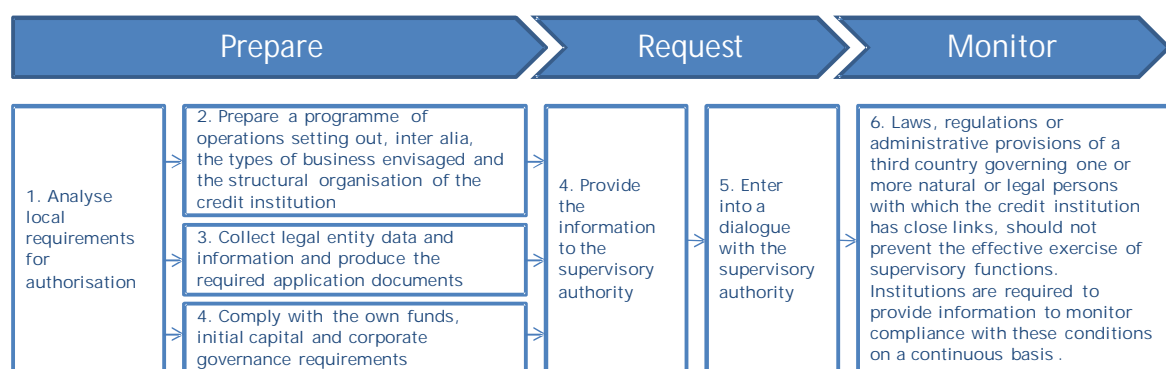 Prepare
Request
Monitor
1. Analyse
local
requirements
for
authorisation
2. Prepare a programme of
operations setting out, inter alia,
the types of business envisaged and
the structural organisation of the
credit institution
3. Collect legal entity data and
information and produce the
required application documents
4. Comply with the own funds,
initial capital and corporate
governance requirements
4. Provide
the
information
to the
supervisory
authority
5. Enter
into a
dialogue
with the
supervisory
authority
6. Laws, regulations or
administrative provisions of a
third country governing one or
more natural or legal persons
with which the credit institution
has close links, should not
prevent the effective exercise of
supervisory functions.
Institutions are required to
provide information to monitor
compliance with these conditions
on a continuous basis .